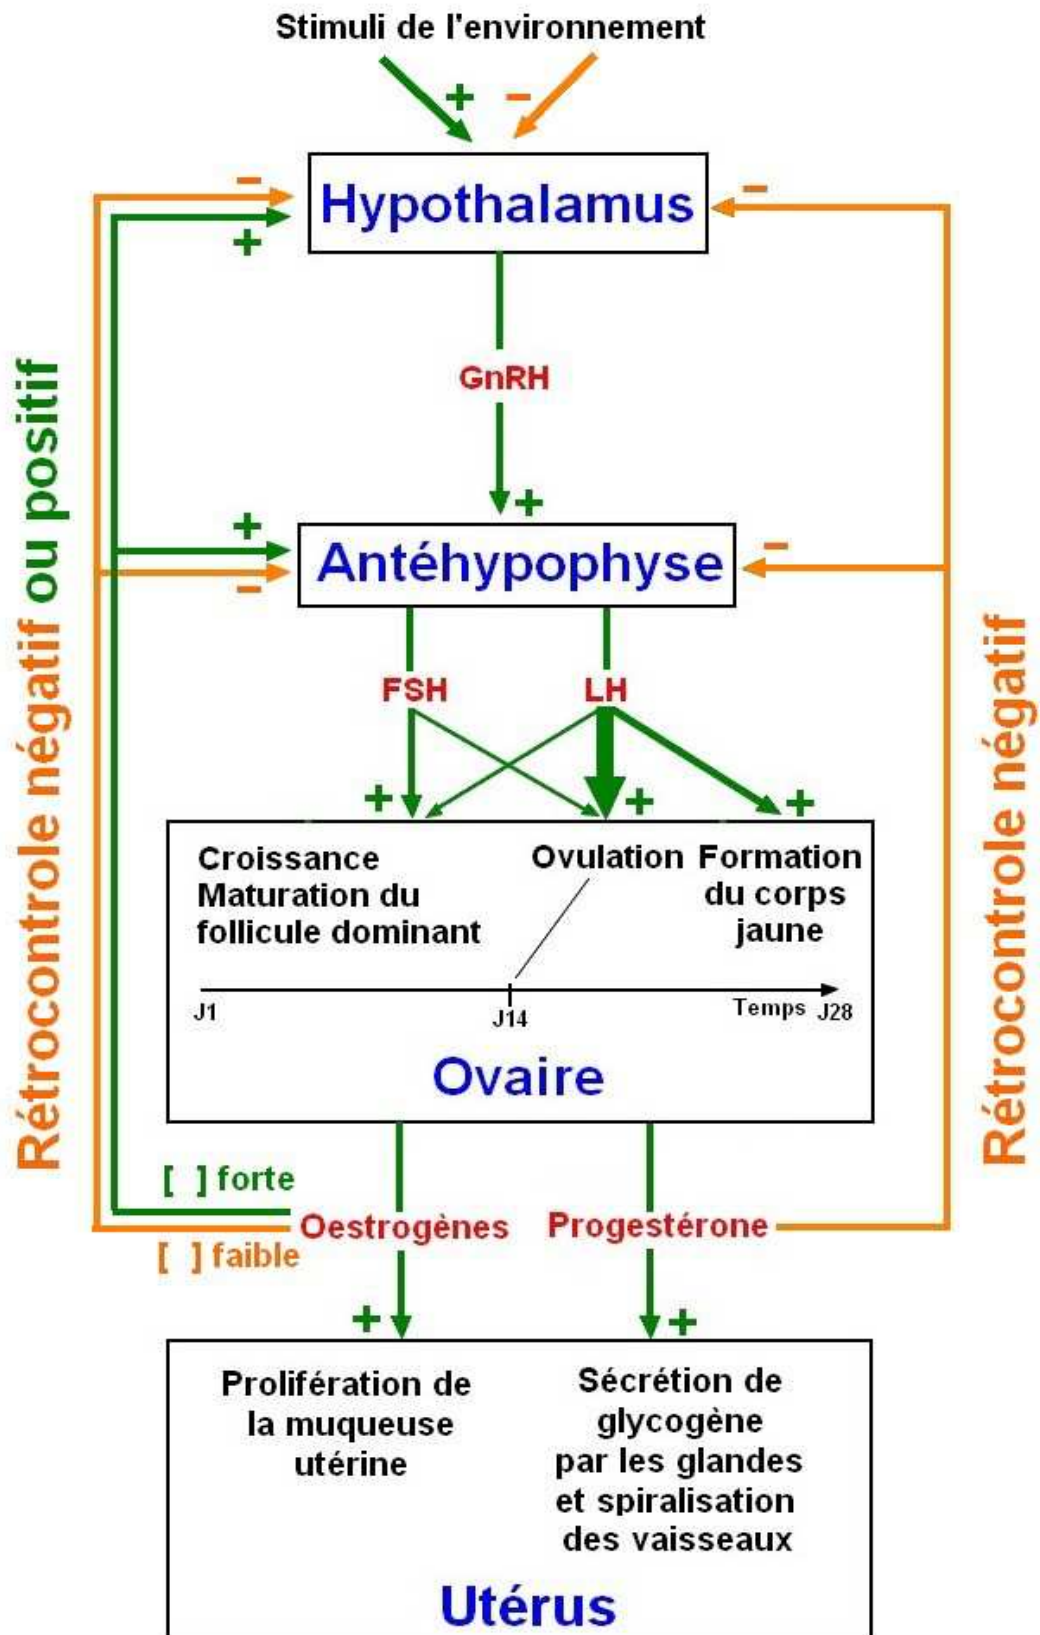 Stimuli de l'environnement
+ -
- Hypothalamus -
+
GnRH
+
+ Antéhypophyse -
-
FSH LH
+ + +
Croissance
Maturation du
follicule dominant
Ovulation
Formation
du corps
jaune
J1 J14 Temps J28
Ovaire
[ ] forte
Oestrogènes Progestérone
[ ] faible
+ +
Prolifération de
la muqueuse
utérine
Sécrétion de
glycogène
par les glandes
et spiralisation
des vaisseaux
Utérus
Rétrocontrole négatif ou positif
Rétrocontrole négatif